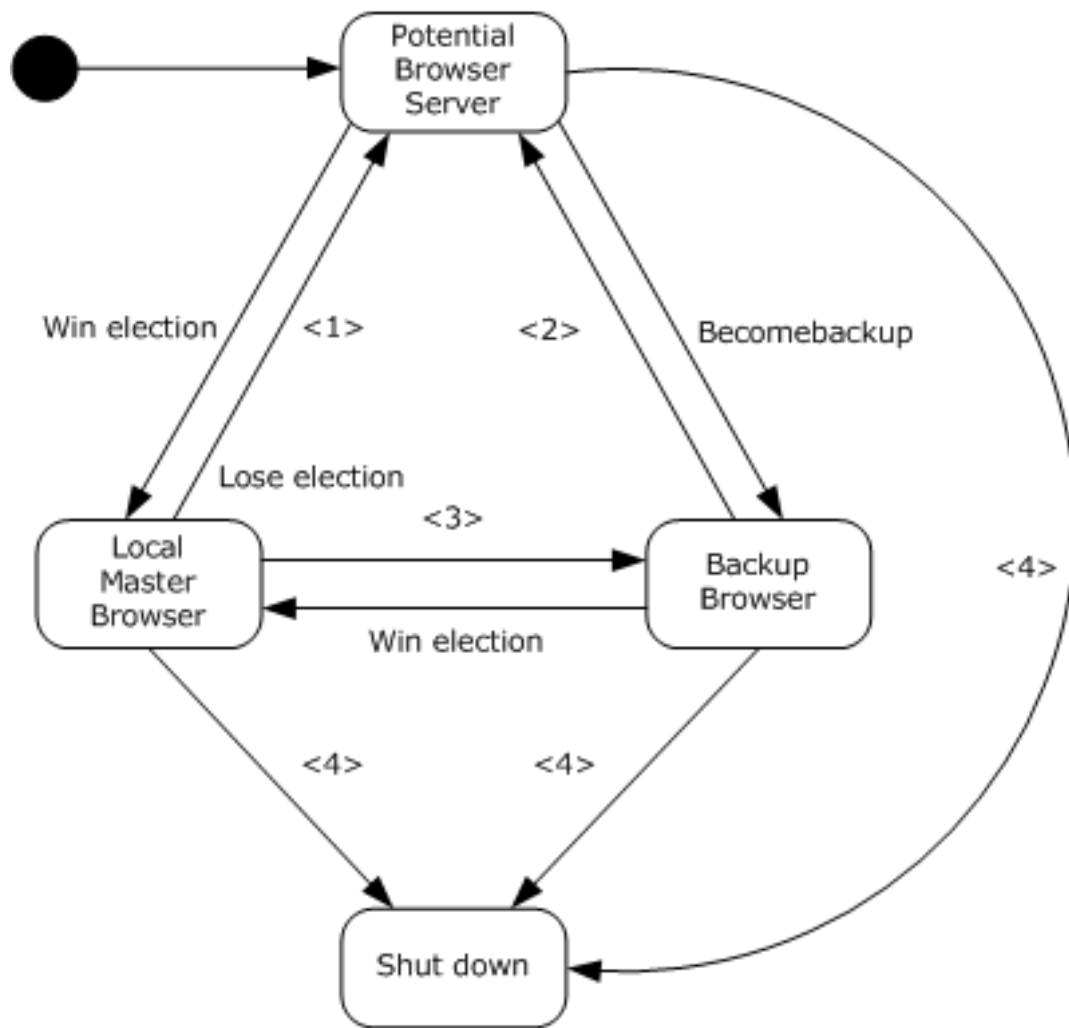 Potential
Browser
Server
Win election
<1>
<2>
Becomebackup
Lose election
<3>
Local
Master
Browser
Backup
Browser
<4>
Win election
<4>
<4>
Shut down